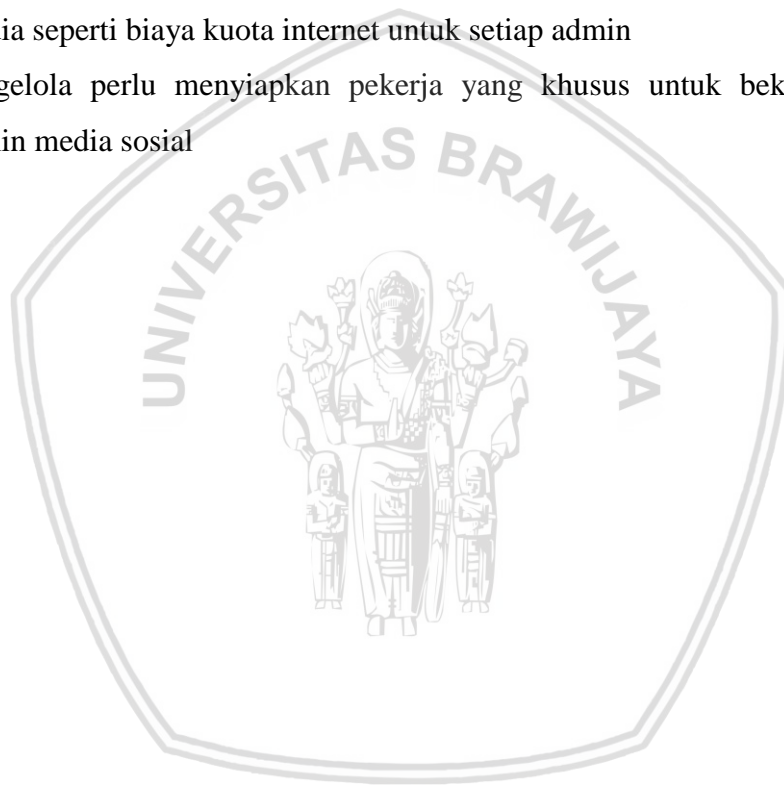 dia seperti biaya kuota internet untuk setiap admin
gelola perlu menyiapkan pekerja yang khusus untuk bek
in media sosial
UNIVERSITAS BRAWIJAYA